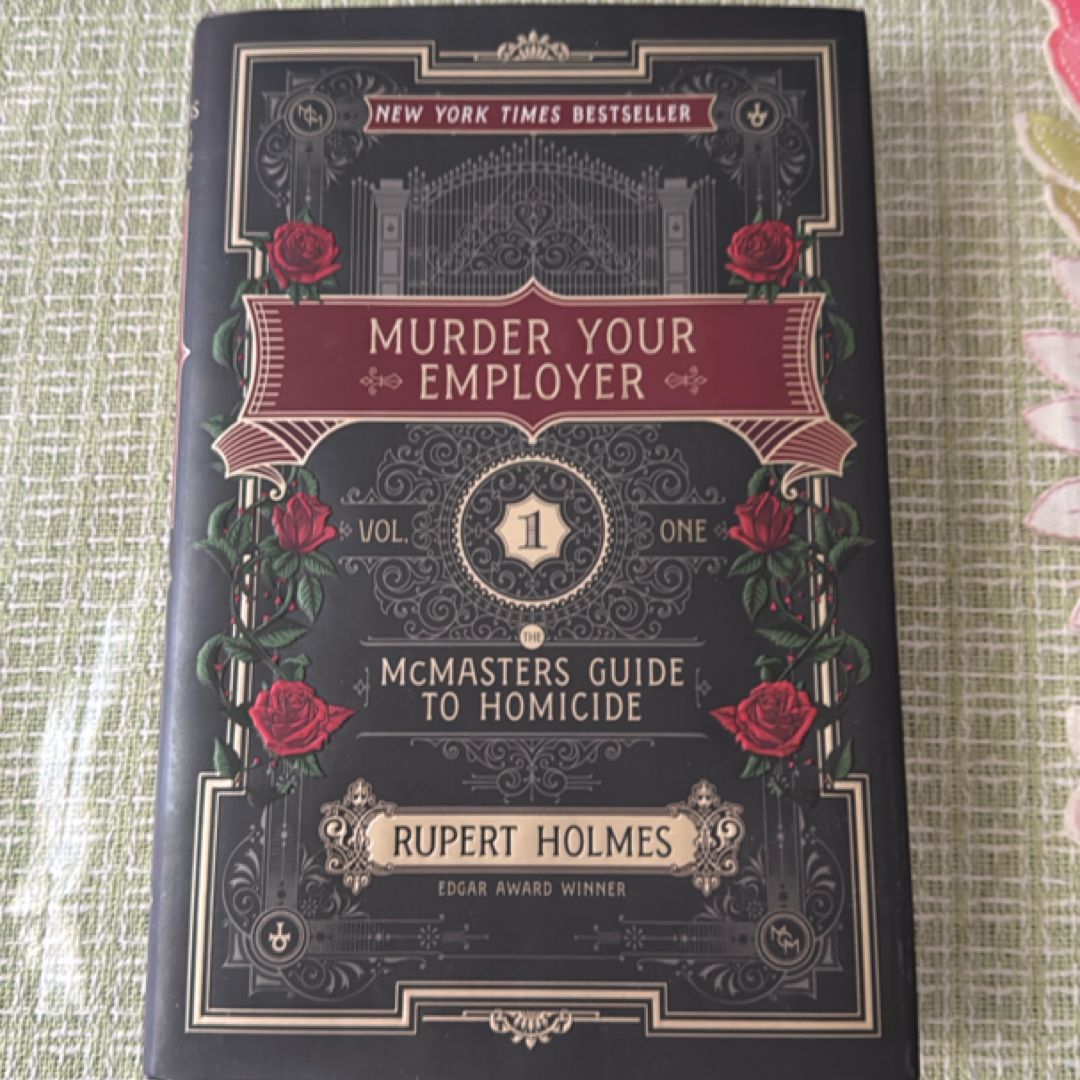 NEW YORK TIMES BESTSELLER
MURDER YOUR
EMPLOYER
VOL. 1 ONE
THE
McMASTERS GUIDE
TO HOMICIDE
RUPERT HOLMES
EDGAR AWARD WINNER